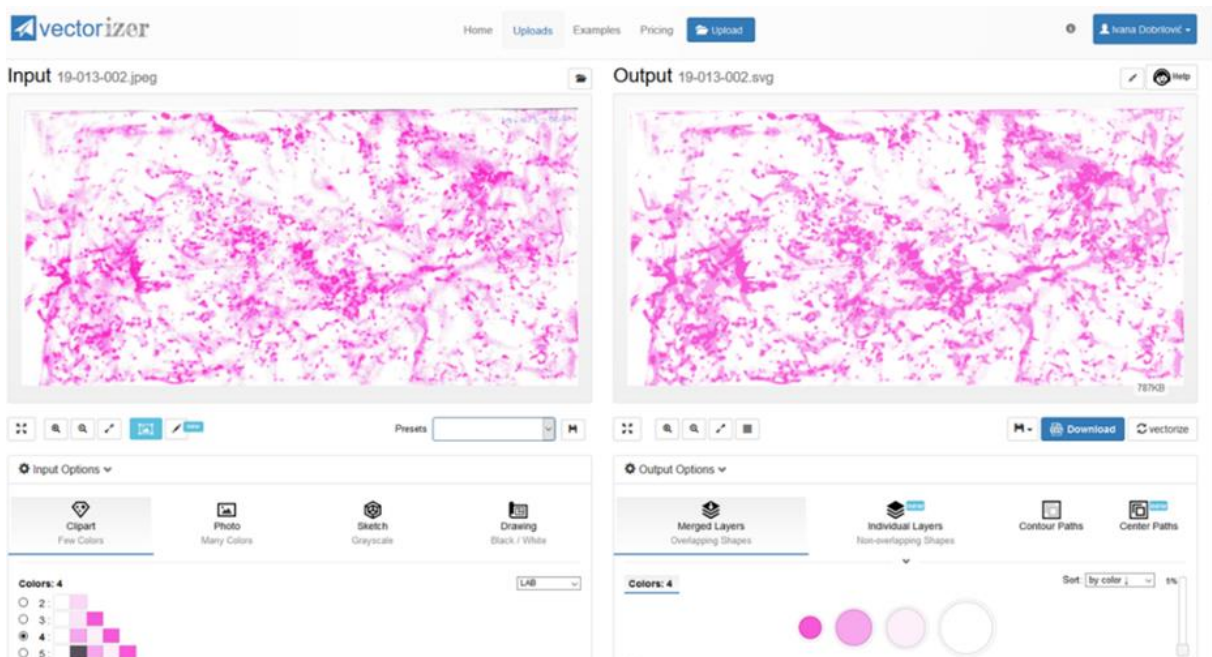 vectorizer
Home Uploads Examples Pricing Upload
Ivana Dobrilović
Input 19-013-002.jpeg
Output 19-013-002.svg
Help
787KB
Presets
new
Download
vectorize
Input Options
Output Options
Clipart
Few Colors
Photo
Many Colors
Sketch
Grayscale
Drawing
Black / White
Merged Layers
Overlapping Shapes
new
Individual Layers
Non-overlapping Shapes
Contour Paths
new
Center Paths
Colors: 4
LAB
2:
3:
4:
5:
Colors: 4
Sort: by color ↓